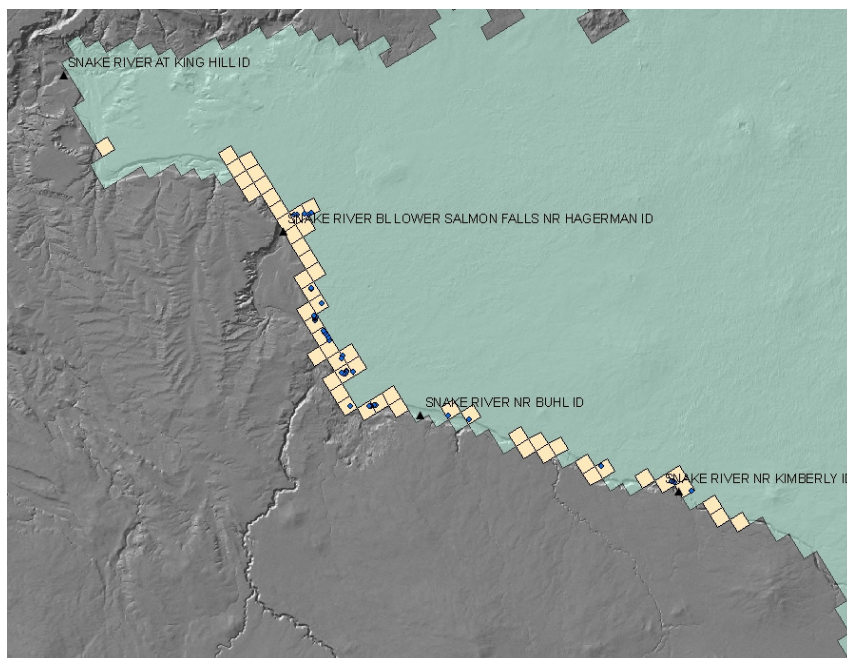 SNAKE RIVER AT KING HILL ID
SNAKE RIVER BL LOWER SALMON FALLS NR HAGERMAN ID
SNAKE RIVER NR BUHL ID
SNAKE RIVER NR KIMBERLY ID